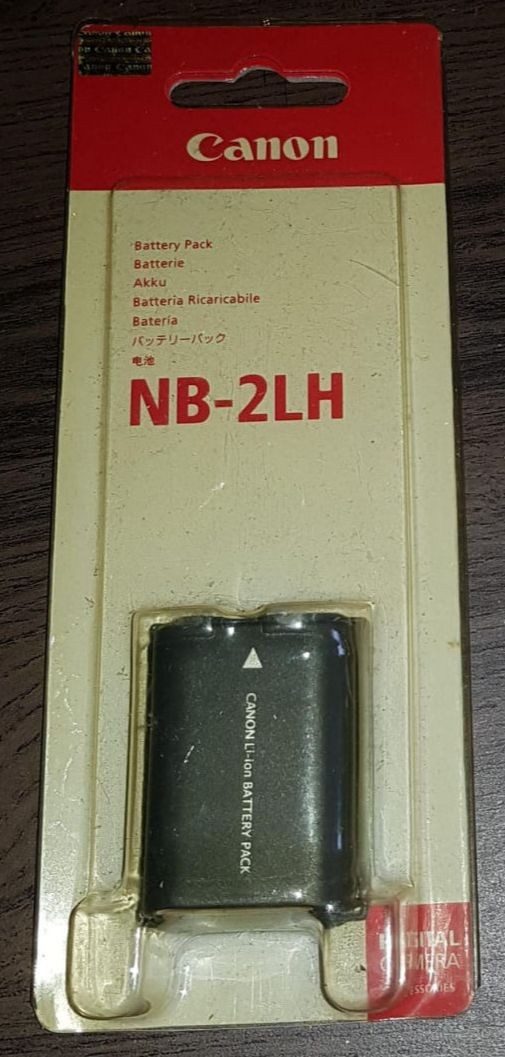 Canon
Battery Pack
Batterie
Akku
Batteria Ricaricabile
Batería
バッテリーパック
电池
NB-2LH
CANON Li-ion BATTERY PACK
DIGITAL
CAMERA
ACCESSORIES